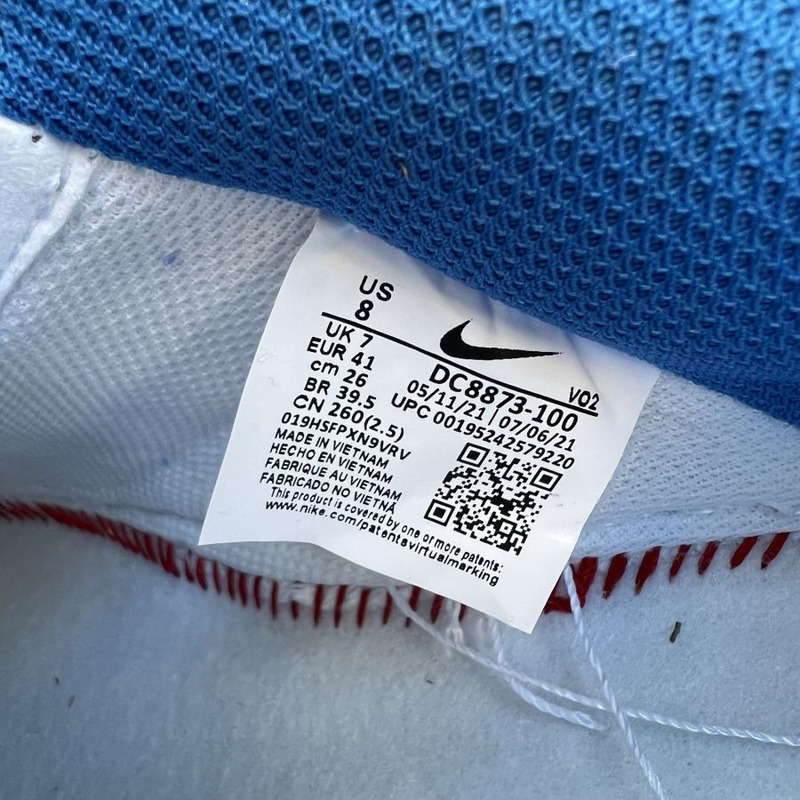 US
8
UK 7
EUR 41
cm 26
BR 39.5
CN 260(2.5)
019HSFPXN9VRV
MADE IN VIETNAM
HECHO EN VIETNAM
FABRIQUE AU VIETNAM
FABRICADO NO VIETNÃ
This product is covered by one or more patents:
www.nike.com/patentsvirtualmarking
DC8873-100 VO2
05/11/21 | 07/06/21
UPC 00195242579220